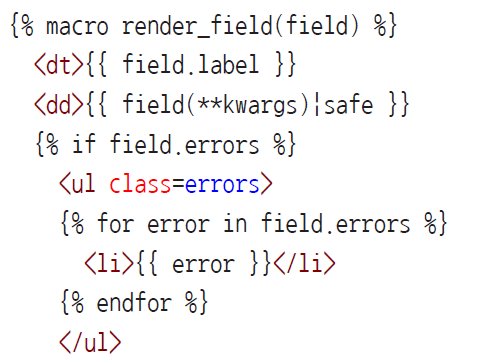 {% macro render_field(field) %}
<dt>{{ field.label }}
<dd>{{ field(**kwargs)|safe }}
{% if field.errors %}
<ul class=errors>
{% for error in field.errors %}
<li>{{ error }}</li>
{% endfor %}
</ul>